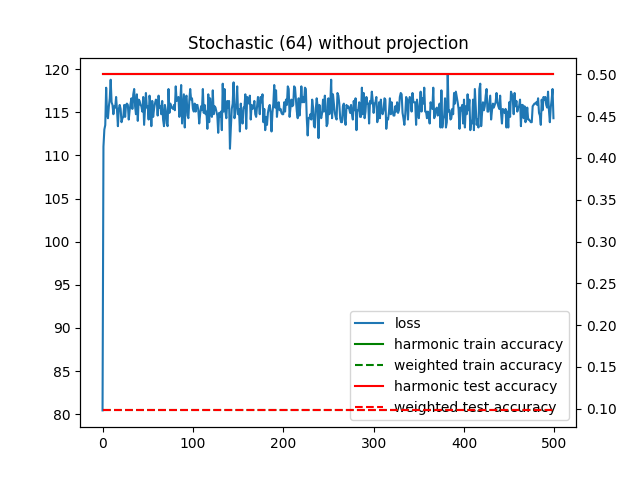 Stochastic (64) without projection
120
115
110
105
100
95
90
85
80
0.50
0.45
0.40
0.35
0.30
0.25
0.20
0.15
0.10
loss
harmonic train accuracy
weighted train accuracy
harmonic test accuracy
weighted test accuracy
0 100 200 300 400 500